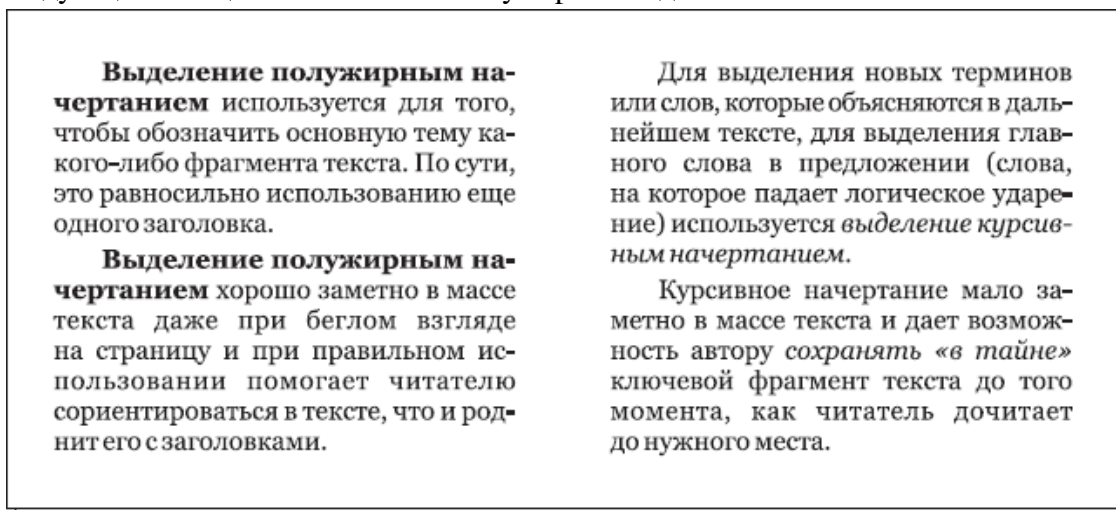 Выделение полужирным на-
чертанием используется для того,
чтобы обозначить основную тему ка-
кого-либо фрагмента текста. По сути,
это равносильно использованию еще
одного заголовка.
Выделение полужирным на-
чертанием хорошо заметно в массе
текста даже при беглом взгляде
на страницу и при правильном ис-
пользовании помогает читателю
сориентироваться в тексте, что и род-
нит его с заголовками.
Для выделения новых терминов
или слов, которые объясняются в даль-
нейшем тексте, для выделения глав-
ного слова в предложении (слова,
на которое падает логическое ударе-
ние) используется выделение курсив-
ным начертанием.
Курсивное начертание мало за-
метно в массе текста и дает возмож-
ность автору сохранять «в тайне»
ключевой фрагмент текста до того
момента, как читатель дочитает
до нужного места.